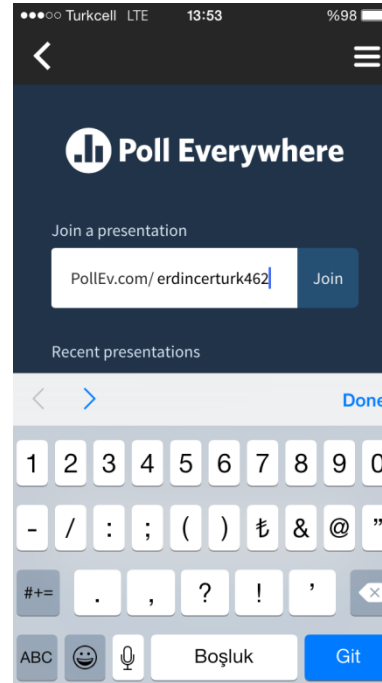 Turkcell LTE 13:53 %98
Poll Everywhere
Join a presentation
PollEv.com/ erdincerturk462 Join
Recent presentations
Done
1 2 3 4 5 6 7 8 9 0
- / : ; ( ) ₺ & @ ”
#+= . , ? ! ’
ABC Boşluk Git